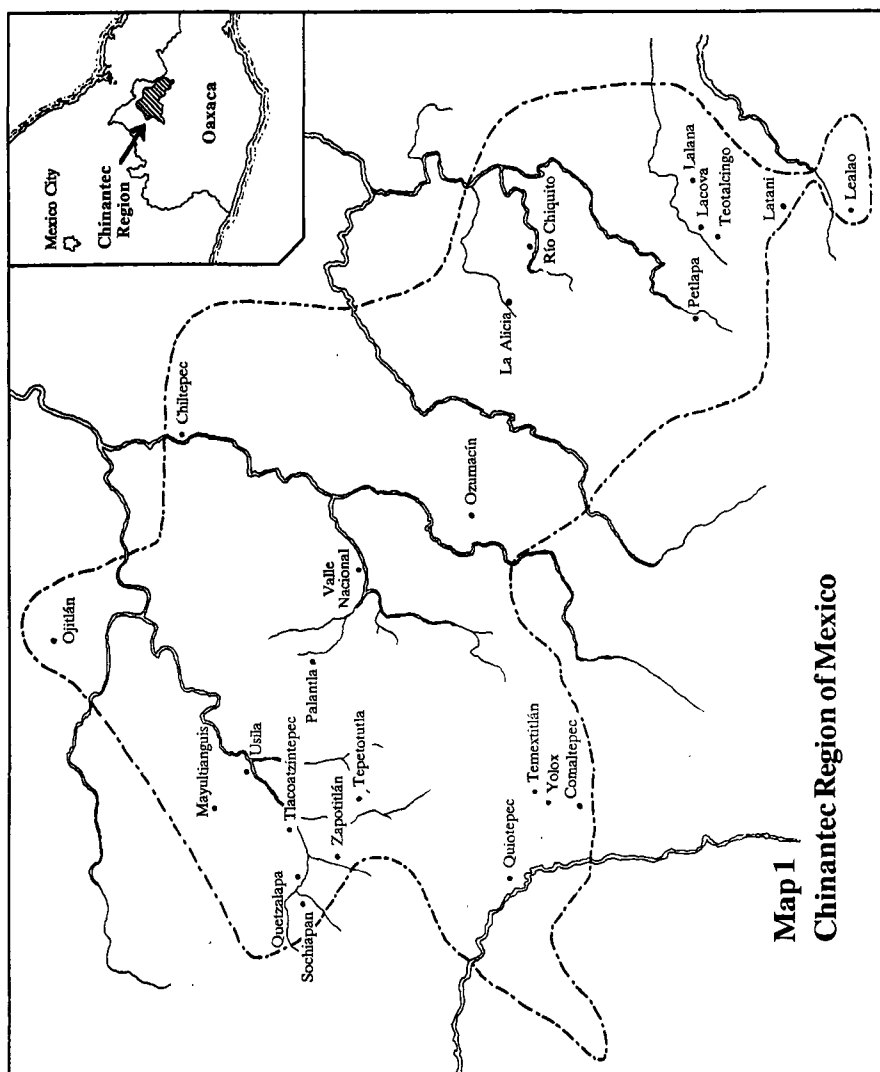 Mexico City
Chinantec
Region
Oaxaca
Ojitlán
Chiltepec
Mayultianguis
Usila
Palantla
Valle
Nacional
Tlacoatzintepec
Quetzalapa
Sochiapan
Zapotitlán
Tepetotutla
Ozumacín
La Alicia
Río Chiquito
Quiotepec
Temextitlán
Yolox
Comaltepec
Petlapa
Lacova
Lalana
Teotalcingo
Latani
Lealao
Map 1
Chinantec Region of Mexico